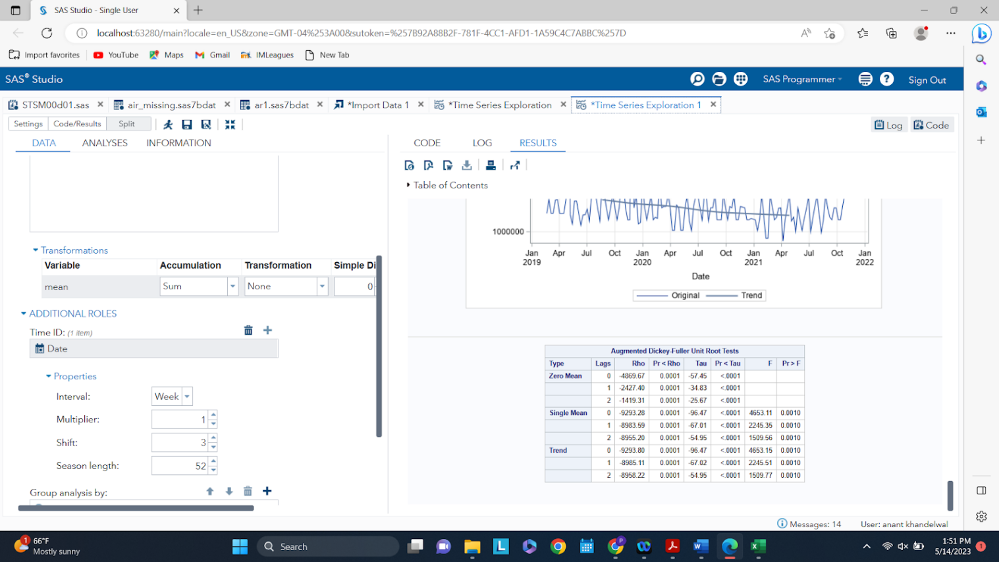 SAS Studio - Single User
localhost:63280/main?locale=en_US&zone=GMT-04%253A00&sutoken=%257B92A88B2F-781F-4CC1-AFD1-1A59C4C7ABBC%257D
Import favorites YouTube Maps Gmail IMLeagues New Tab
SAS® Studio SAS Programmer Sign Out
STSM00d01.sas air_missing.sas7bdat ar1.sas7bdat *Import Data 1 *Time Series Exploration *Time Series Exploration 1
Settings Code/Results Split Log Code
DATA ANALYSES INFORMATION CODE LOG RESULTS
Table of Contents
1000000
Jan Apr Jul Oct Jan Apr Jul Oct Jan Apr Jul Oct Jan
2019 2020 2021 2022
Date
Original Trend
Transformations
Variable Accumulation Transformation Simple Di
mean Sum None 0
ADDITIONAL ROLES
Time ID: (1 item)
Date
Properties
Interval: Week
Multiplier: 1
Shift: 3
Season length: 52
Group analysis by:
Augmented Dickey-Fuller Unit Root Tests
Type Lags Rho Pr < Rho Tau Pr < Tau F Pr > F
Zero Mean 0 -4869.67 0.0001 -57.45 <.0001
1 -2427.40 0.0001 -34.83 <.0001
2 -1419.31 0.0001 -25.67 <.0001
Single Mean 0 -9293.28 0.0001 -96.47 <.0001 4653.11 0.0010
1 -8983.59 0.0001 -67.01 <.0001 2245.35 0.0010
2 -8955.20 0.0001 -54.95 <.0001 1509.56 0.0010
Trend 0 -9293.80 0.0001 -96.47 <.0001 4653.15 0.0010
1 -8985.11 0.0001 -67.02 <.0001 2245.51 0.0010
2 -8958.22 0.0001 -54.95 <.0001 1509.77 0.0010
Messages: 14 User: anant khandelwal
1 66°F
Mostly sunny
Search
1:51 PM
5/14/2023 1